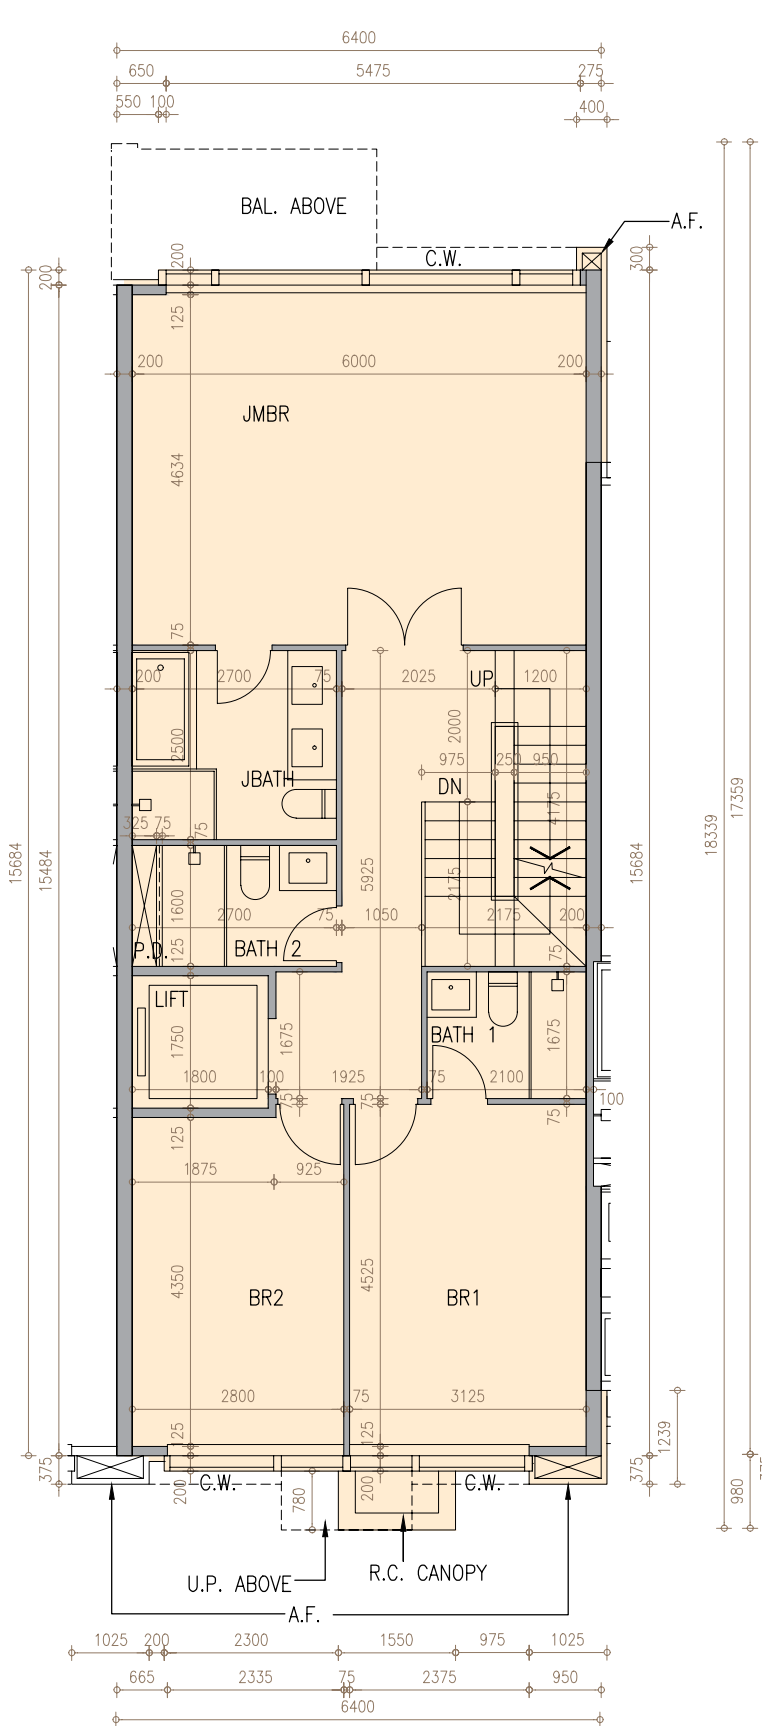 6400
650 5475 275
550 100 400
BAL. ABOVE
A.F.
C.W.
200 300
200
125
200 6000 200
JMBR
4634
75
200 2700 75 2025 UP 1200
2500 2000
975 250 950
JBATH DN
325 75 75 4175
15684 15484 5925 2175 15684 18339 17359
1600
2700 75 1050 2175 200
P.D. 125 BATH 2 75
LIFT
1750 1675 BATH 1 1675
1800 100 1925 75 2100 100
75 75 75
125
1875 925
4350 4525
BR2 BR1
2800 75 3125
125 125 1239
375 C.W. C.W. 375
200 780 200 980
R.C. CANOPY
U.P. ABOVE
A.F.
1025 200 2300 1550 975 1025
665 2335 75 2375 950
6400